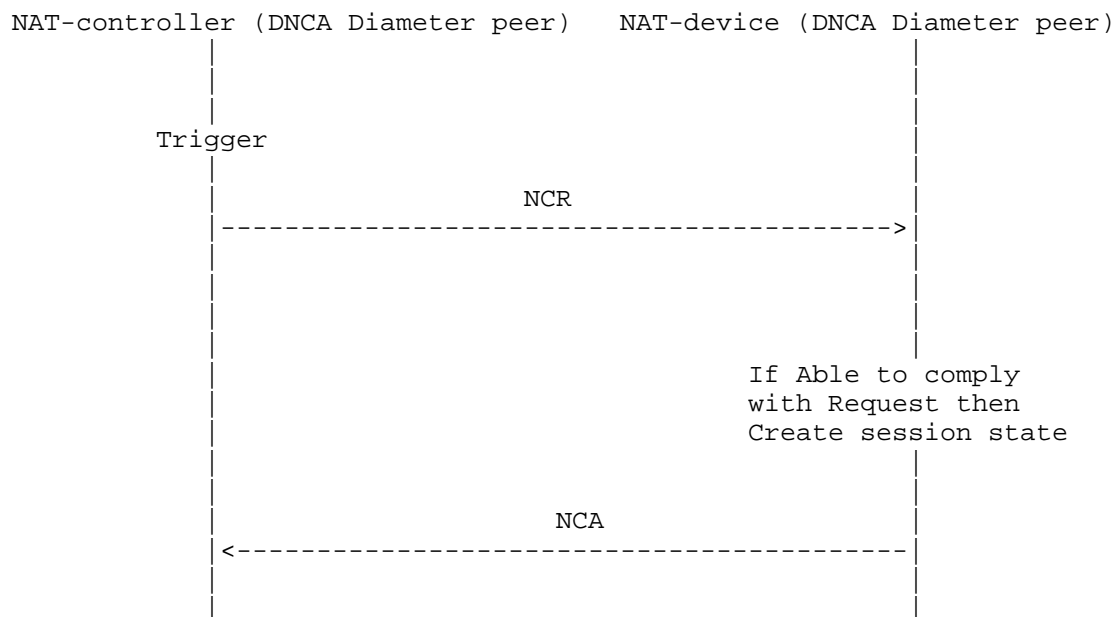 NAT-controller (DNCA Diameter peer)   NAT-device (DNCA Diameter peer)
Trigger
NCR
If Able to comply
with Request then
Create session state
NCA